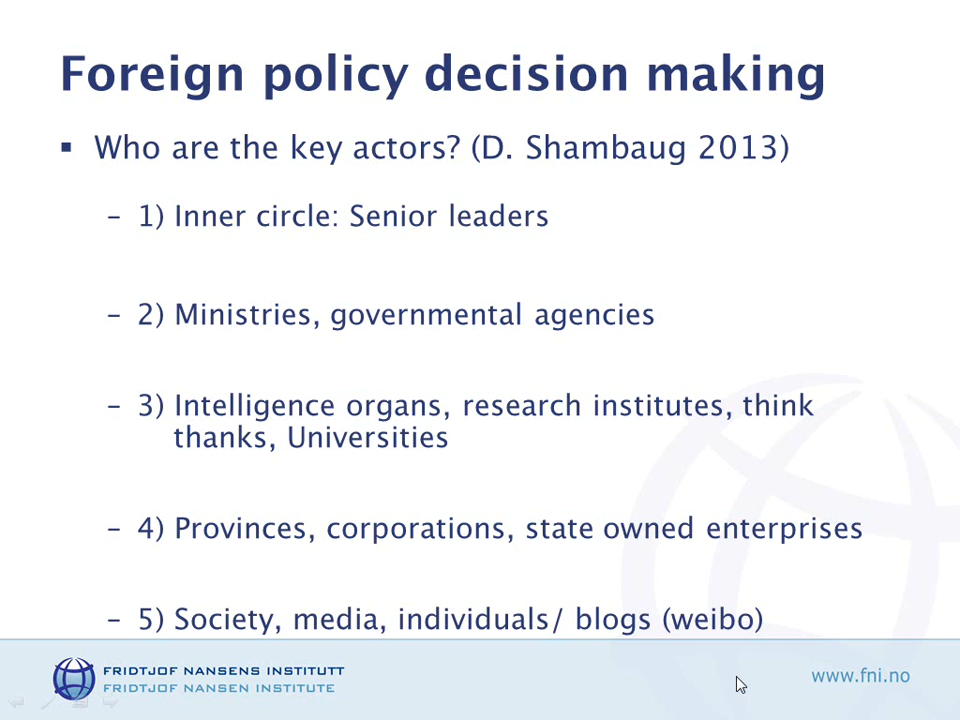 Foreign policy decision making
▪ Who are the key actors? (D. Shambaug 2013)
– 1) Inner circle: Senior leaders
– 2) Ministries, governmental agencies
– 3) Intelligence organs, research institutes, think
thanks, Universities
– 4) Provinces, corporations, state owned enterprises
– 5) Society, media, individuals/ blogs (weibo)
FRIDTJOF NANSENS INSTITUTT
FRIDTJOF NANSEN INSTITUTE
www.fni.no